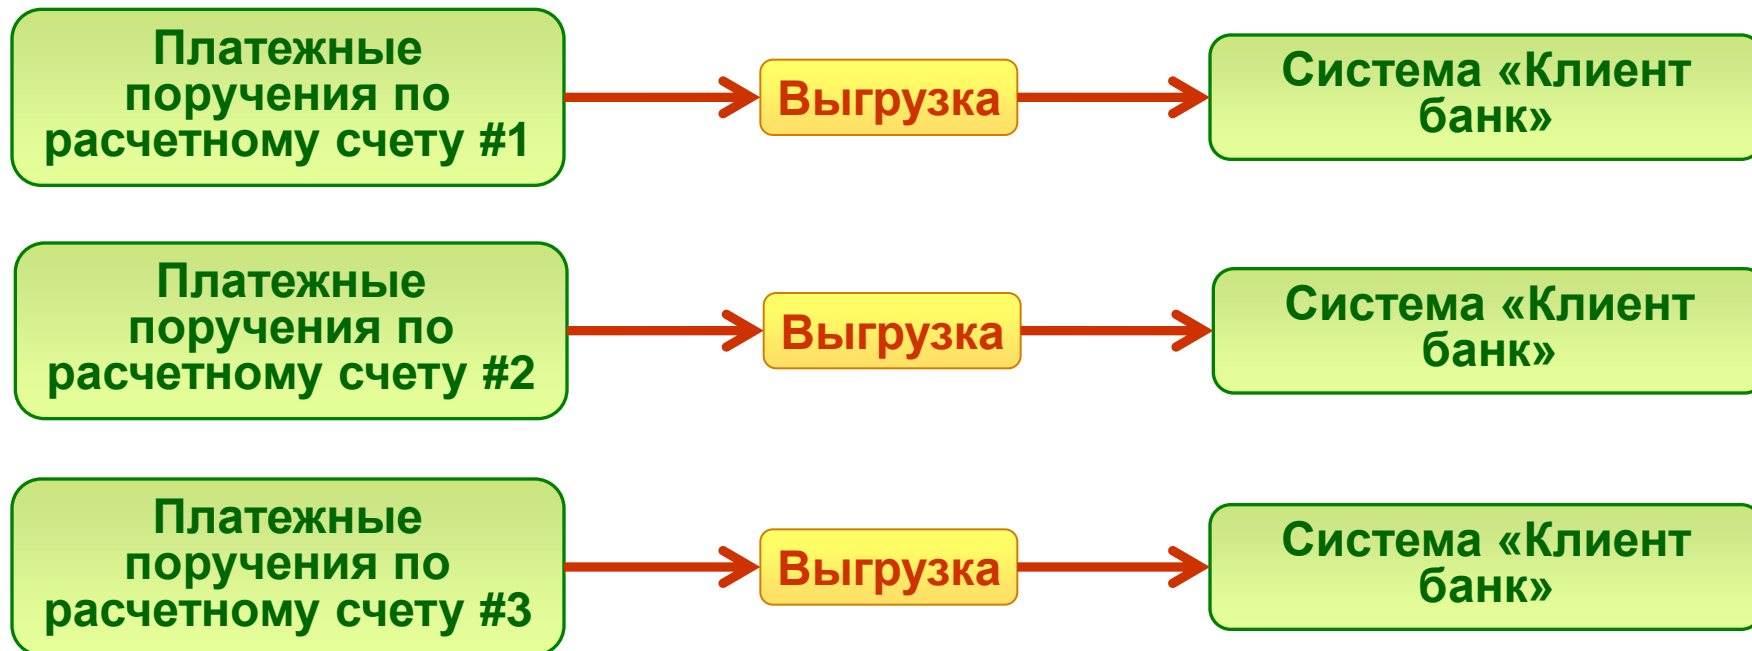 Платежные
поручения по
расчетному счету #1
Выгрузка
Система «Клиент
банк»
Платежные
поручения по
расчетному счету #2
Выгрузка
Система «Клиент
банк»
Платежные
поручения по
расчетному счету #3
Выгрузка
Система «Клиент
банк»